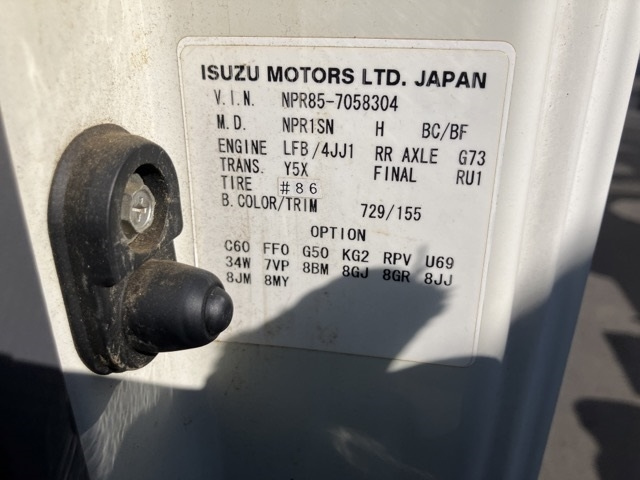 ISUZU MOTORS LTD. JAPAN
V.I.N. NPR85-7058304
M.D. NPR1SN H BC/BF
ENGINE LFB/4JJ1 RR AXLE G73
TRANS. Y5X FINAL RU1
TIRE #86
B.COLOR/TRIM 729/155
OPTION
C60 FF0 G50 KG2 RPV U69
34W 7VP 8BM 8GJ 8GR 8JJ
8JM 8MY